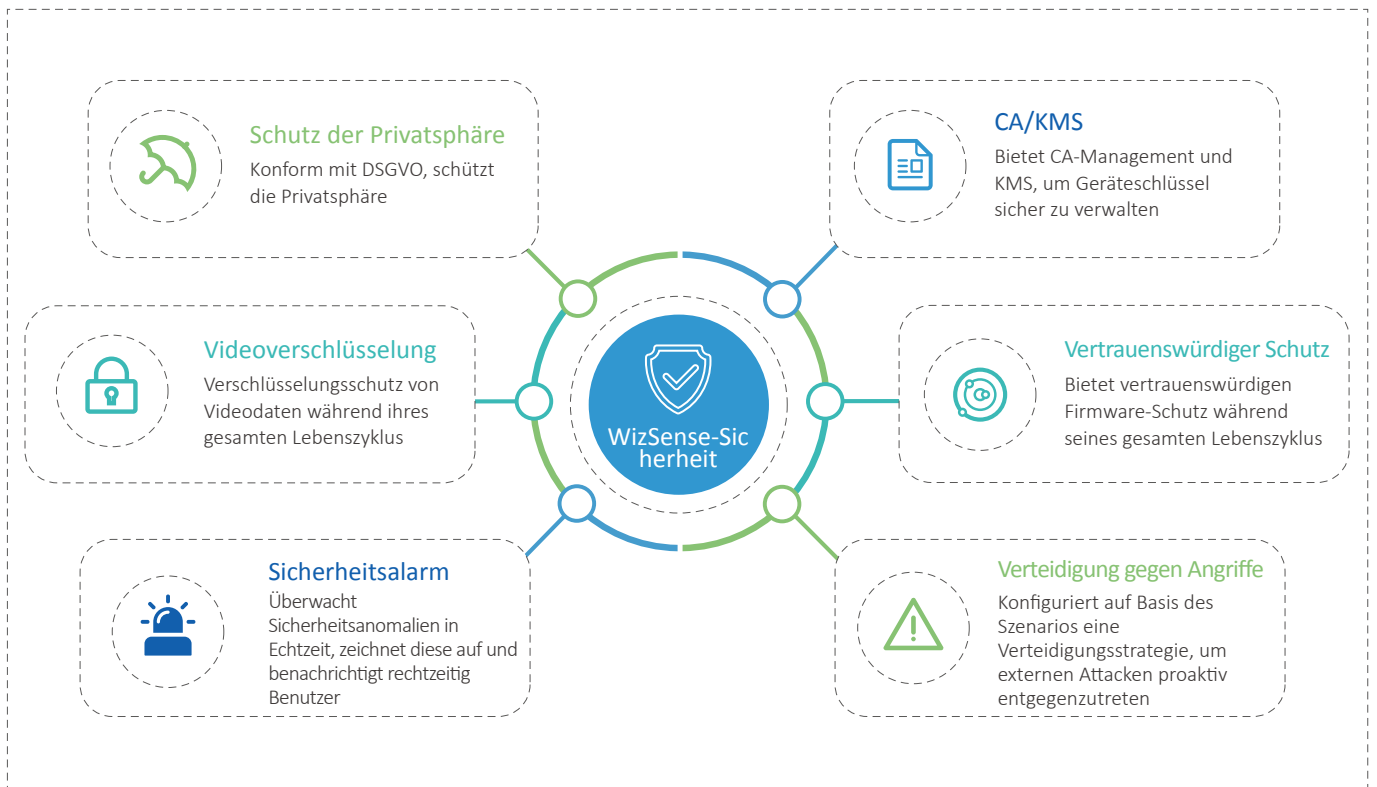 Schutz der Privatsphäre
Konform mit DSGVO, schützt
die Privatsphäre
CA/KMS
Bietet CA-Management und
KMS, um Geräteschlüssel
sicher zu verwalten
Videoverschlüsselung
Verschlüsselungsschutz von
Videodaten während ihres
gesamten Lebenszyklus
WizSense-Sic
herheit
Vertrauenswürdiger Schutz
Bietet vertrauenswürdigen
Firmware-Schutz während
seines gesamten Lebenszyklus
Sicherheitsalarm
Überwacht
Sicherheitsanomalien in
Echtzeit, zeichnet diese auf und
benachrichtigt rechtzeitig
Benutzer
Verteidigung gegen Angriffe
Konfiguriert auf Basis des
Szenarios eine
Verteidigungsstrategie, um
externen Attacken proaktiv
entgegenzutreten